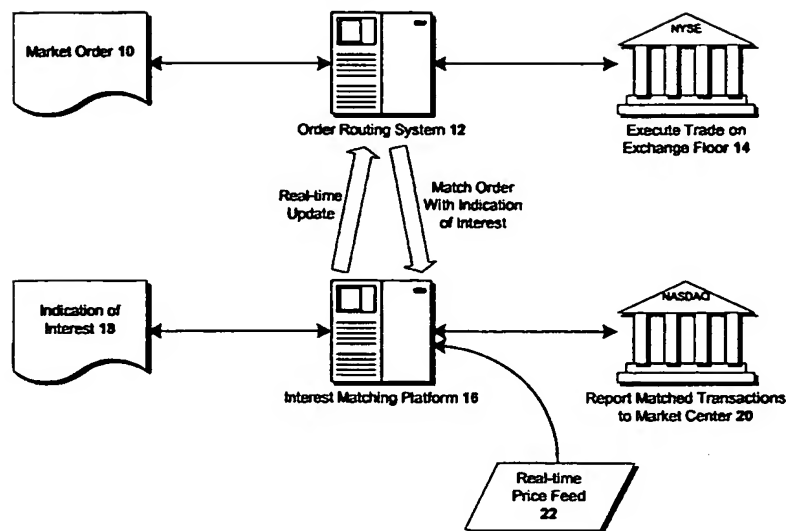 Market Order 10
Order Routing System 12
NYSE
Execute Trade on
Exchange Floor 14
Real-time
Update
Match Order
With Indication
of Interest
Indication of
Interest 18
Interest Matching Platform 16
NASDAQ
Report Matched Transactions
to Market Center 20
Real-time
Price Feed
22